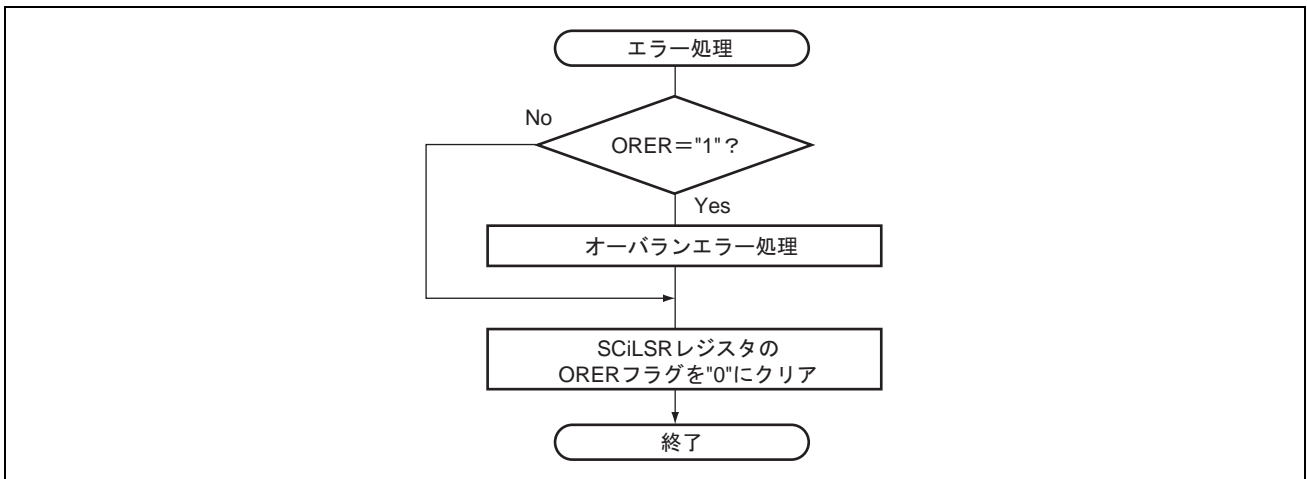 エラー処理
No
ORER＝"1"？
Yes
オーバランエラー処理
SCiLSRレジスタの
ORERフラグを"0"にクリア
終了